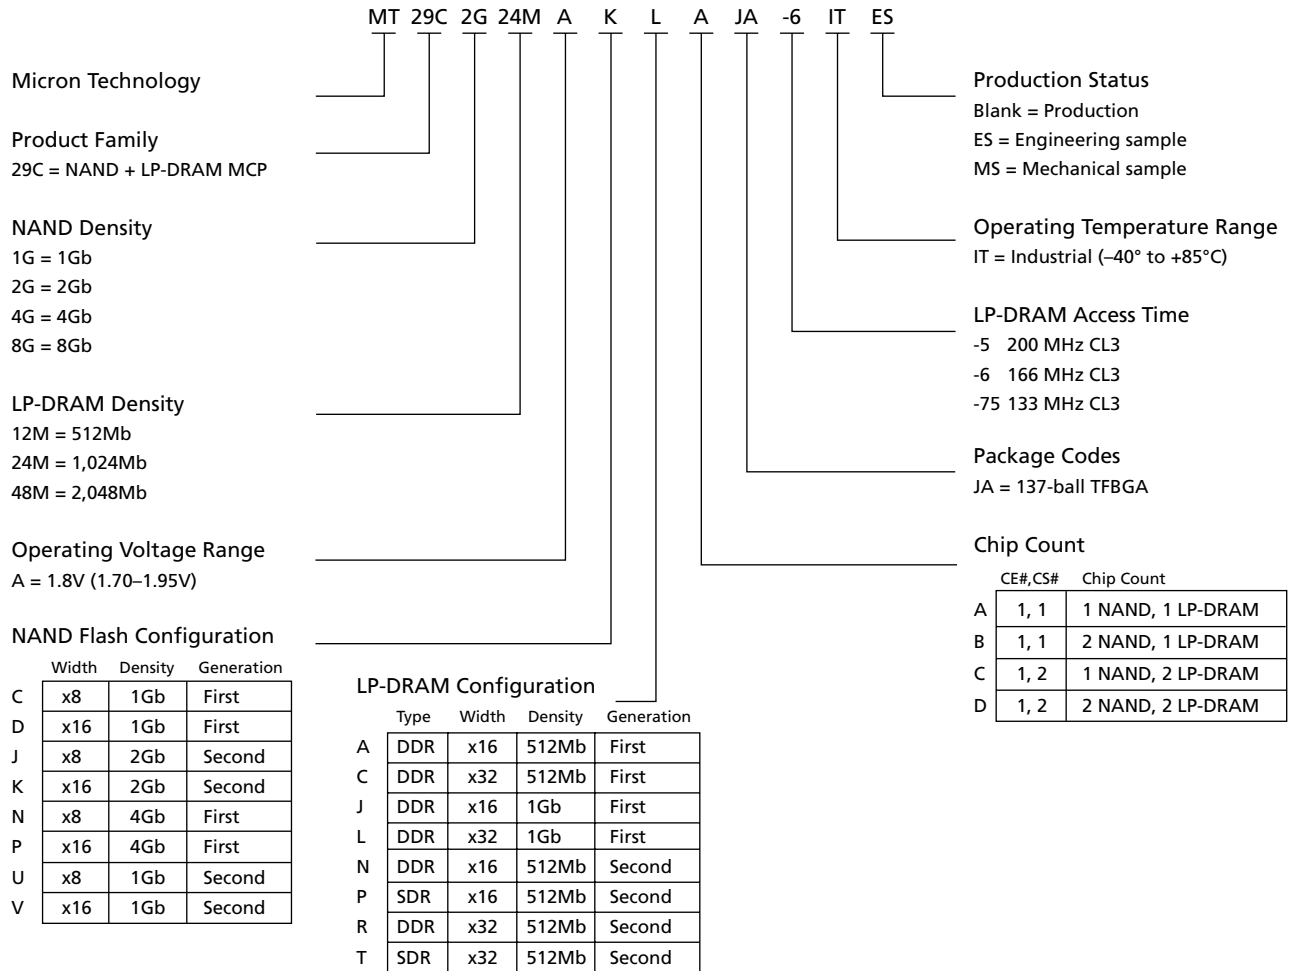 MT 29C 2G 24M A K L A JA -6 IT ES
Micron Technology
Product Family
29C = NAND + LP-DRAM MCP
NAND Density
1G = 1Gb
2G = 2Gb
4G = 4Gb
8G = 8Gb
LP-DRAM Density
12M = 512Mb
24M = 1,024Mb
48M = 2,048Mb
Operating Voltage Range
A = 1.8V (1.70–1.95V)
NAND Flash Configuration
Width Density Generation
C x8 1Gb First
D x16 1Gb First
J x8 2Gb Second
K x16 2Gb Second
N x8 4Gb First
P x16 4Gb First
U x8 1Gb Second
V x16 1Gb Second
LP-DRAM Configuration
Type Width Density Generation
A DDR x16 512Mb First
C DDR x32 512Mb First
J DDR x16 1Gb First
L DDR x32 1Gb First
N DDR x16 512Mb Second
P SDR x16 512Mb Second
R DDR x32 512Mb Second
T SDR x32 512Mb Second
Production Status
Blank = Production
ES = Engineering sample
MS = Mechanical sample
Operating Temperature Range
IT = Industrial (–40° to +85°C)
LP-DRAM Access Time
-5 200 MHz CL3
-6 166 MHz CL3
-75 133 MHz CL3
Package Codes
JA = 137-ball TFBGA
Chip Count
CE#,CS# Chip Count
A 1, 1 1 NAND, 1 LP-DRAM
B 1, 1 2 NAND, 1 LP-DRAM
C 1, 2 1 NAND, 2 LP-DRAM
D 1, 2 2 NAND, 2 LP-DRAM